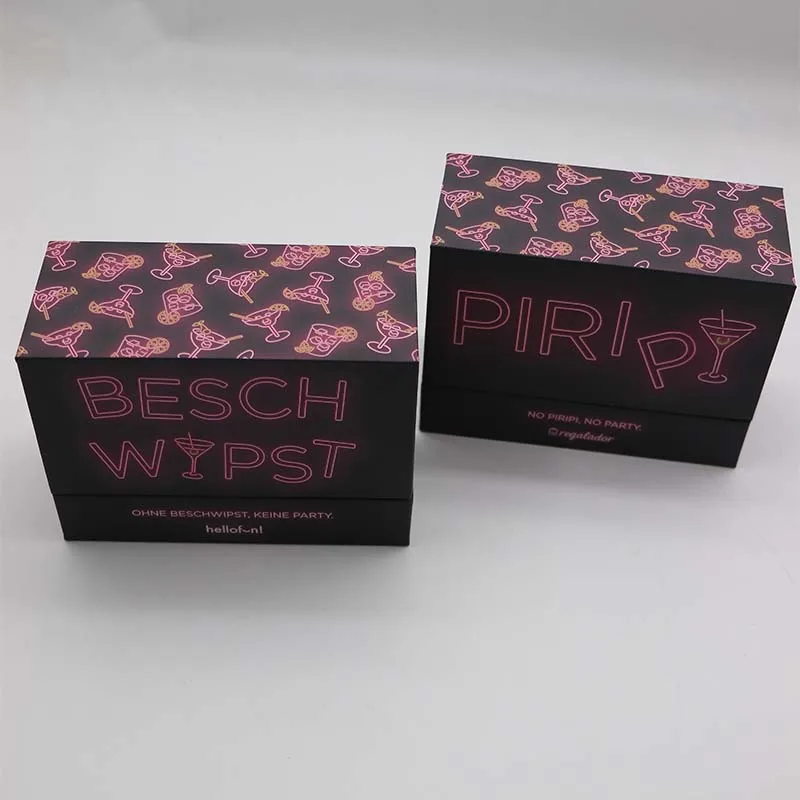 BESCH
WIPST
OHNE BESCHWIPST, KEINE PARTY.
hellofun!
PIRIPI
NO PIRIPI, NO PARTY.
regalador